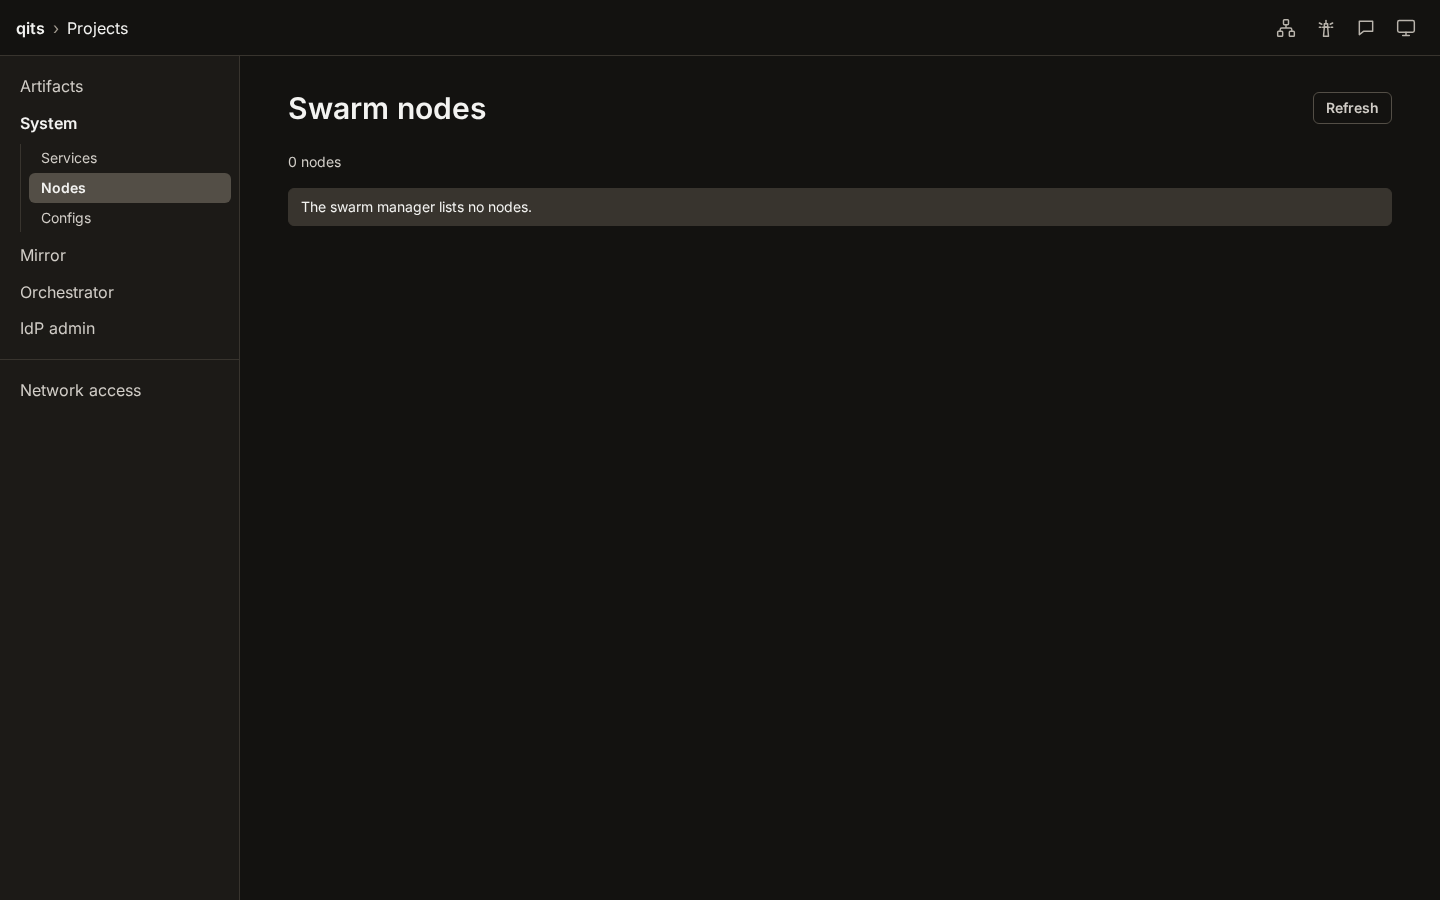 qits › Projects
Artifacts
System
Services
Nodes
Configs
Mirror
Orchestrator
IdP admin
Network access
Swarm nodes
Refresh
0 nodes
The swarm manager lists no nodes.